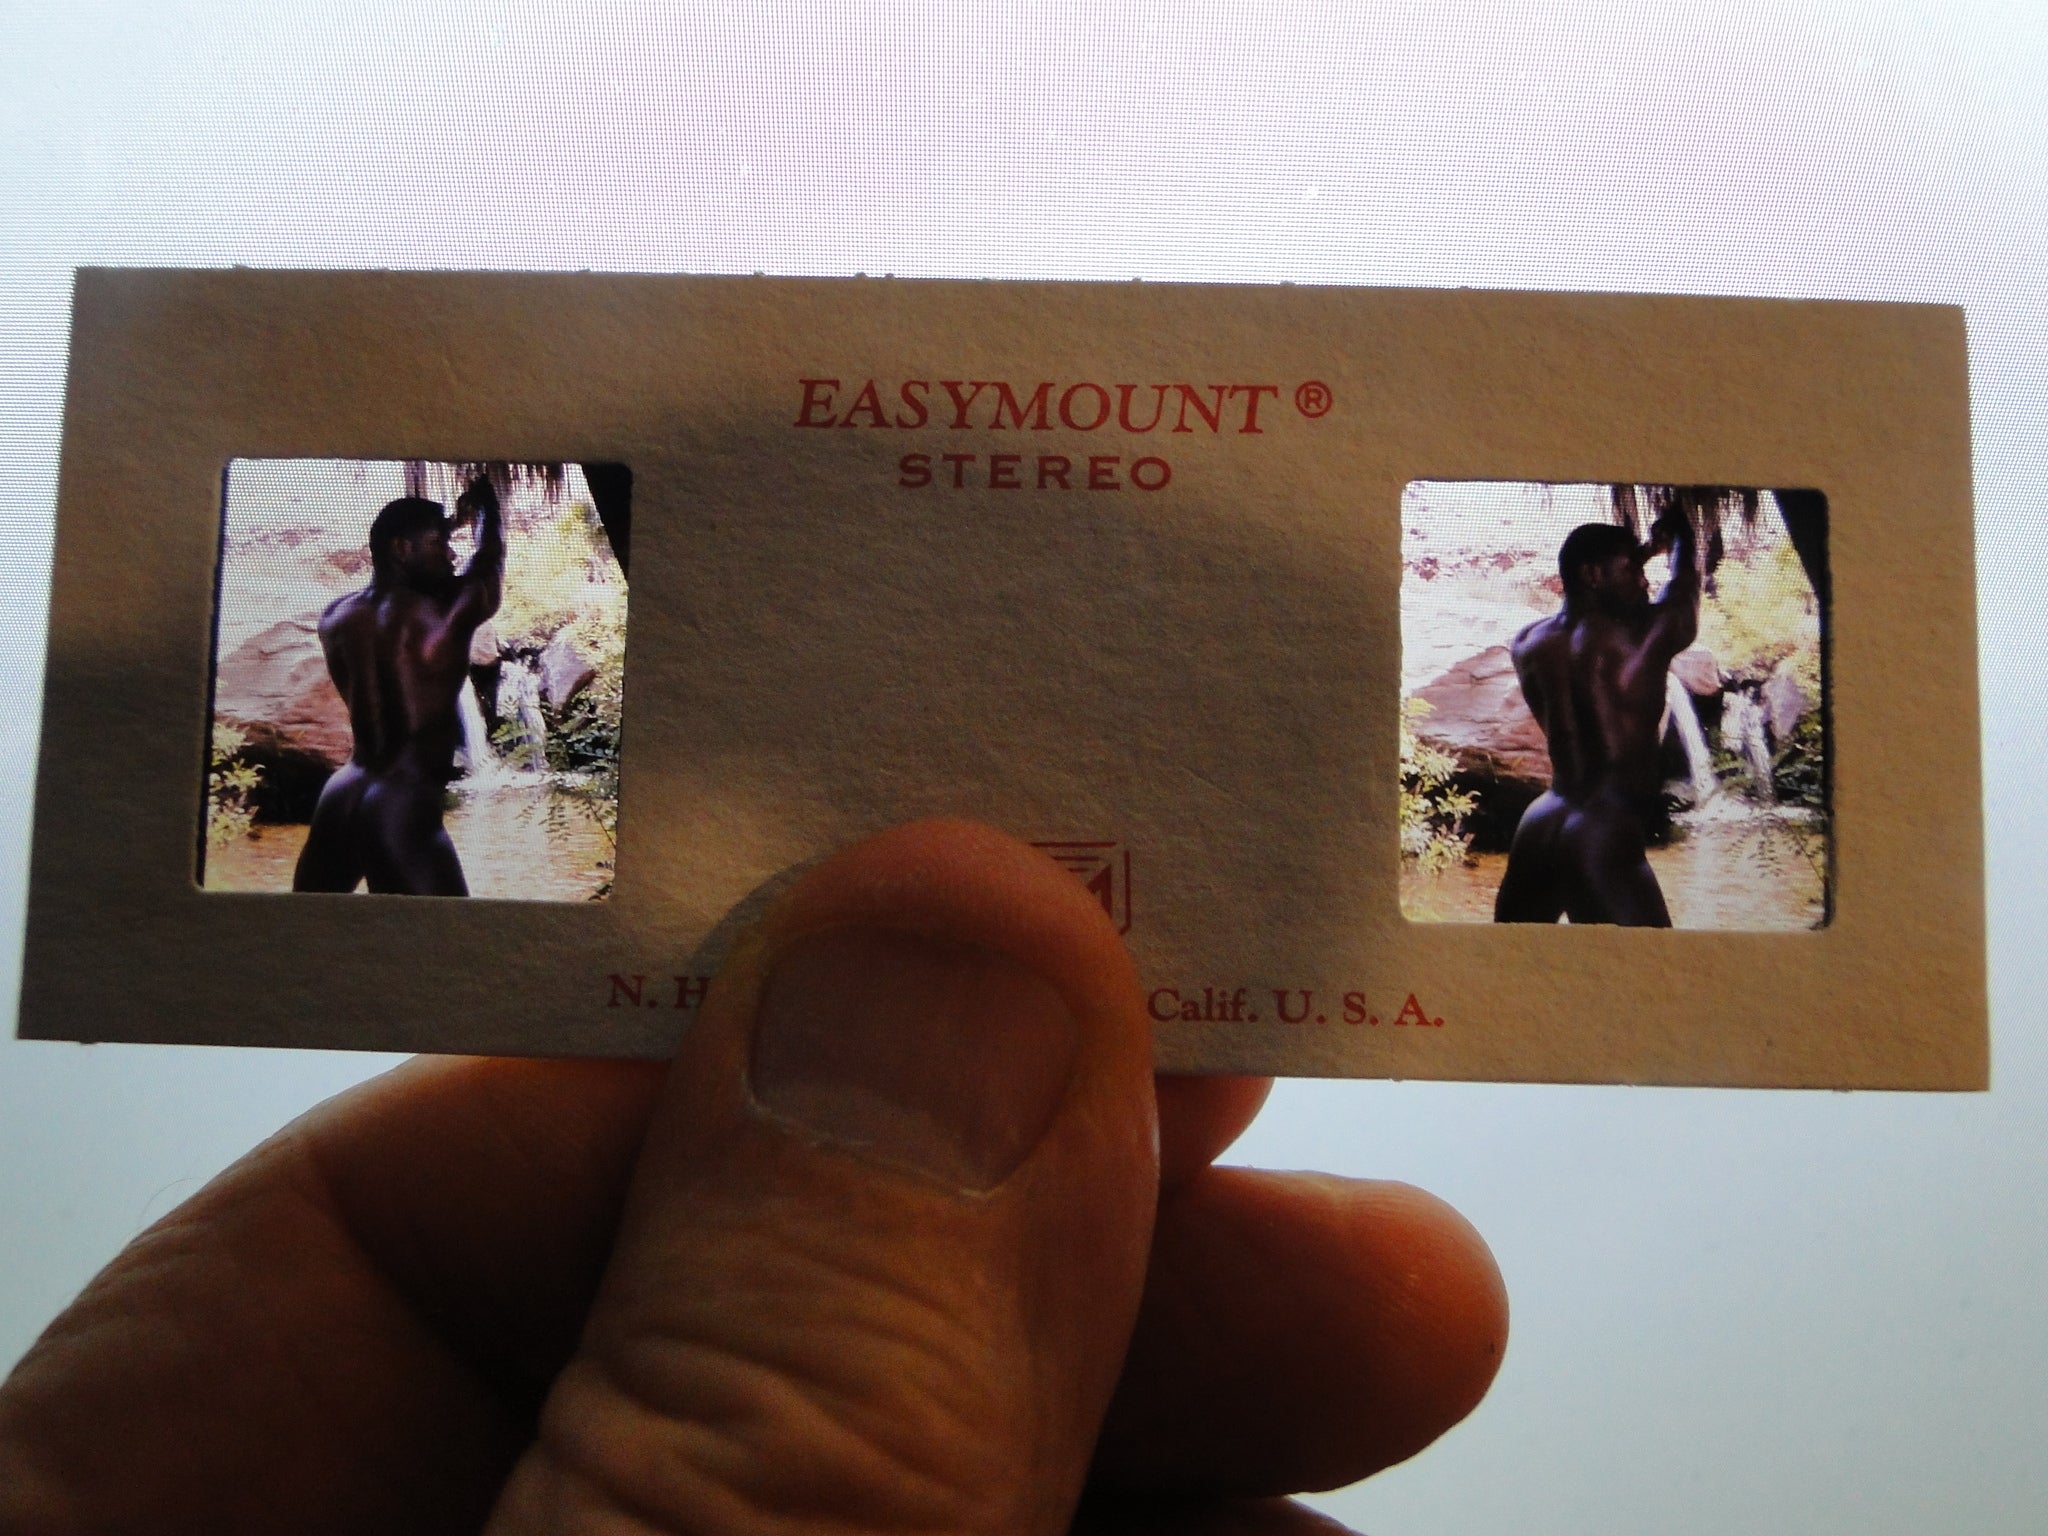 EASYMOUNT ®
STEREO
N. H
Calif. U. S. A.